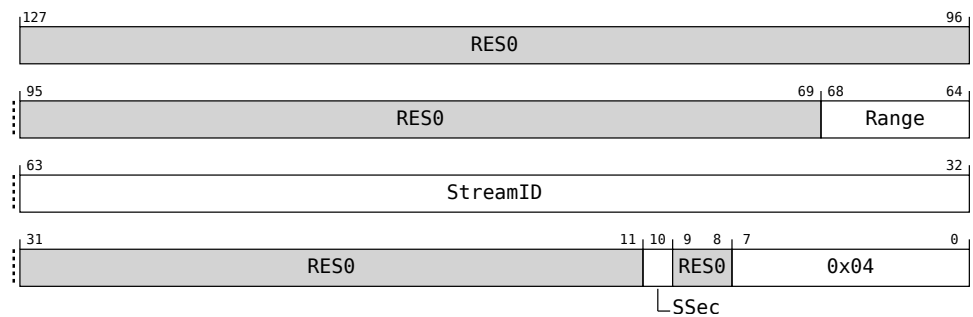 127 96
RES0
95 69 68 64
RES0 Range
63 32
StreamID
31 11 10 9 8 7 0
RES0 RES0 0x04
SSec